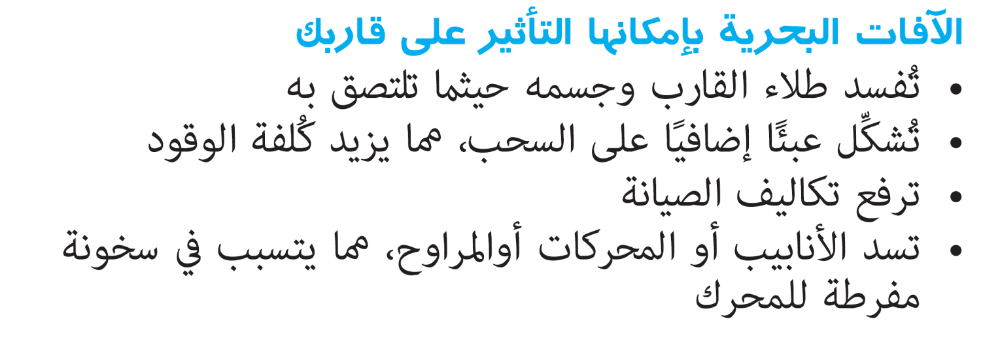 الآفات البحرية بإمكانها التأثير على قاربك
• تُفسد طلاء القارب وجسمه حيثما تلتصق به
• تُشكِّل عبئًا إضافيًا على السحب، مما يزيد كُلفة الوقود
• ترفع تكاليف الصيانة
• تسد الأنابيب أو المحركات أوالمراوح، مما يتسبب في سخونة
مفرطة للمحرك